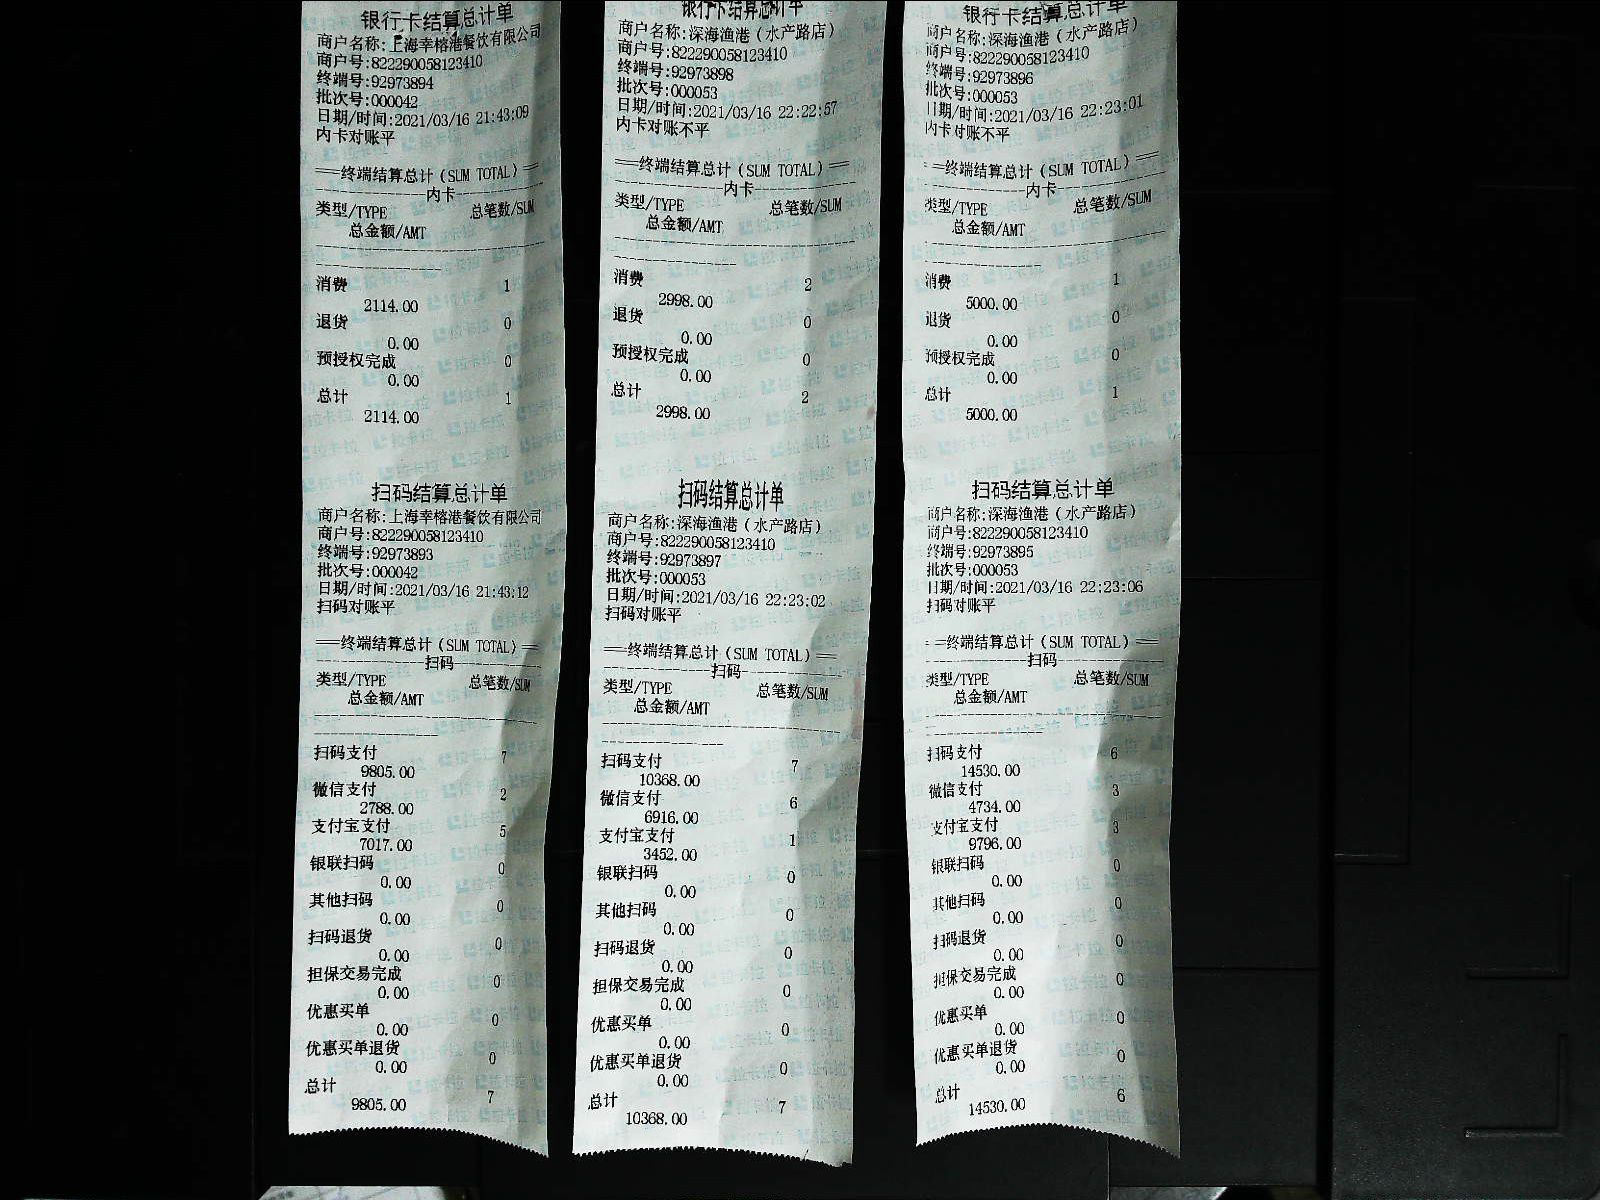 银行卡结算总计单
商户名称:上海幸榕港餐饮有限公司
商户号:822290058123410
终端号:92973894
批次号:000042
日期/时间:2021/03/16 21:43:09
内卡对账平
==终端结算总计(SUM TOTAL)==
内卡
类型/TYPE 总笔数/SUM
总金额/AMT
消费 1
2114.00
退货 0
0.00
预授权完成 0
0.00
总计 1
2114.00
扫码结算总计单
商户名称:上海幸榕港餐饮有限公司
商户号:822290058123410
终端号:92973893
批次号:000042
日期/时间:2021/03/16 21:43:12
扫码对账平
==终端结算总计(SUM TOTAL)==
扫码
类型/TYPE 总笔数/SUM
总金额/AMT
扫码支付 7
9805.00
微信支付 2
2788.00
支付宝支付 5
7017.00
银联扫码 0
0.00
其他扫码 0
0.00
扫码退货 0
0.00
担保交易完成 0
0.00
优惠买单 0
0.00
优惠买单退货 0
0.00
总计 7
9805.00
银行卡结算总计单
商户名称:深海渔港(水产路店)
商户号:822290058123410
终端号:92973898
批次号:000053
日期/时间:2021/03/16 22:22:57
内卡对账不平
==终端结算总计(SUM TOTAL)==
内卡
类型/TYPE 总笔数/SUM
总金额/AMT
消费 2
2998.00
退货 0
0.00
预授权完成 0
0.00
总计 2
2998.00
扫码结算总计单
商户名称:深海渔港(水产路店)
商户号:822290058123410
终端号:92973897
批次号:000053
日期/时间:2021/03/16 22:23:02
扫码对账平
==终端结算总计(SUM TOTAL)==
扫码
类型/TYPE 总笔数/SUM
总金额/AMT
扫码支付 7
10368.00
微信支付 6
6916.00
支付宝支付 1
3452.00
银联扫码 0
0.00
其他扫码 0
0.00
扫码退货 0
0.00
担保交易完成 0
0.00
优惠买单 0
0.00
优惠买单退货 0
0.00
总计 7
10368.00
银行卡结算总计单
商户名称:深海渔港(水产路店)
商户号:822290058123410
终端号:92973896
批次号:000053
日期/时间:2021/03/16 22:23:01
内卡对账不平
==终端结算总计(SUM TOTAL)==
内卡
类型/TYPE 总笔数/SUM
总金额/AMT
消费 1
5000.00
退货 0
0.00
预授权完成 0
0.00
总计 1
5000.00
扫码结算总计单
商户名称:深海渔港(水产路店)
商户号:822290058123410
终端号:92973895
批次号:000053
日期/时间:2021/03/16 22:23:06
扫码对账平
==终端结算总计(SUM TOTAL)==
扫码
类型/TYPE 总笔数/SUM
总金额/AMT
扫码支付 6
14530.00
微信支付 3
4734.00
支付宝支付 3
9796.00
银联扫码 0
0.00
其他扫码 0
0.00
扫码退货 0
0.00
担保交易完成 0
0.00
优惠买单 0
0.00
优惠买单退货 0
0.00
总计 6
14530.00